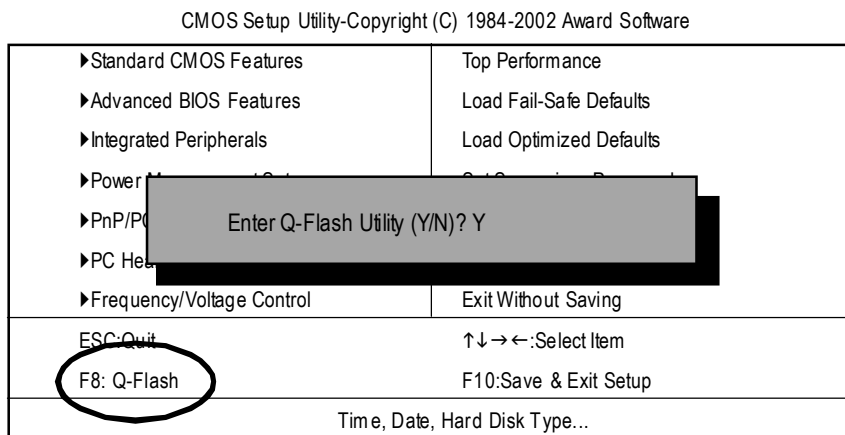 CMOS Setup Utility-Copyright (C) 1984-2002 Award Software
▶Standard CMOS Features Top Performance
▶Advanced BIOS Features Load Fail-Safe Defaults
▶Integrated Peripherals Load Optimized Defaults
▶Power
▶PnP/
Enter Q-Flash Utility (Y/N)? Y
▶PC
▶Frequency/Voltage Control Exit Without Saving
ESC:Quit ↑↓→←:Select Item
F8: Q-Flash F10:Save & Exit Setup
Time, Date, Hard Disk Type...